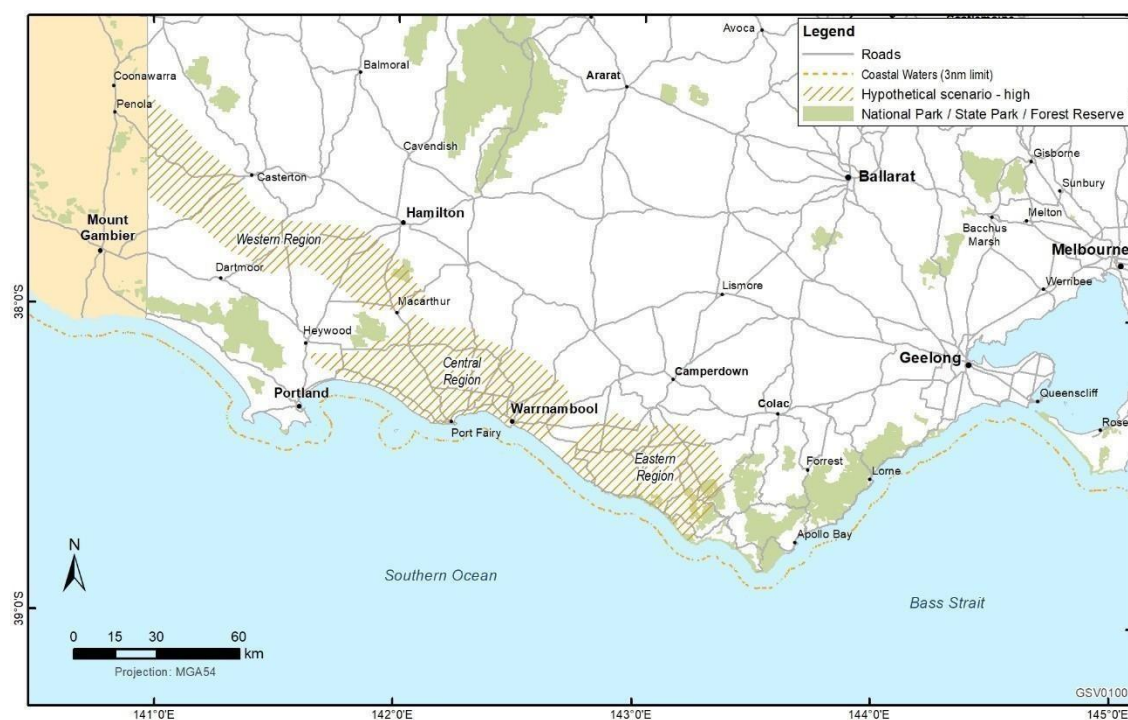 Avoca
Legend
Roads
Coastal Waters (3nm limit)
Hypothetical scenario - high
National Park / State Park / Forest Reserve
Coonawarra
Balmoral
Ararat
Penola
Cavendish
Gisborne
Casterton
Ballarat
Sunbury
Hamilton
Melton
Mount
Gambier
Western Region
Bacchus
Marsh
Melbourne
Dartmoor
Lismore
Werribee
38°0'S
Macarthur
Heywood
Central
Region
Geelong
Camperdown
Portland
Warrnambool
Colac
Queenscliff
Port Fairy
Rose
Eastern
Region
Forrest
Lorne
Apollo Bay
N
Southern Ocean
Bass Strait
39°0'S
0 15 30 60
km
Projection: MGA54
GSV0100
141°0'E 142°0'E 143°0'E 144°0'E 145°0'E